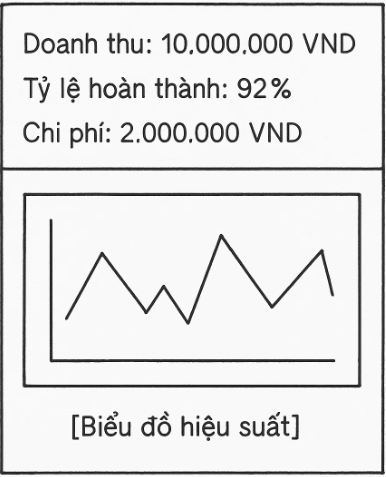 Doanh thu: 10.000.000 VND
Tỷ lệ hoàn thành: 92%
Chi phí: 2.000.000 VND
[Biểu đồ hiệu suất]